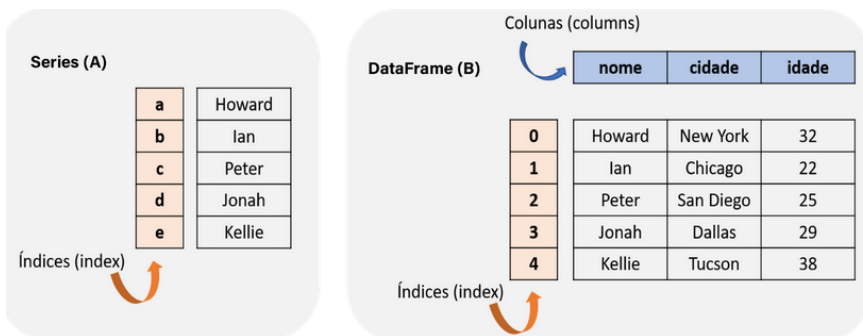 Series (A)
a Howard
b Ian
c Peter
d Jonah
e Kellie
Índices (index)
Colunas (columns)
DataFrame (B)
nome cidade idade
0 Howard New York 32
1 Ian Chicago 22
2 Peter San Diego 25
3 Jonah Dallas 29
4 Kellie Tucson 38
Índices (index)